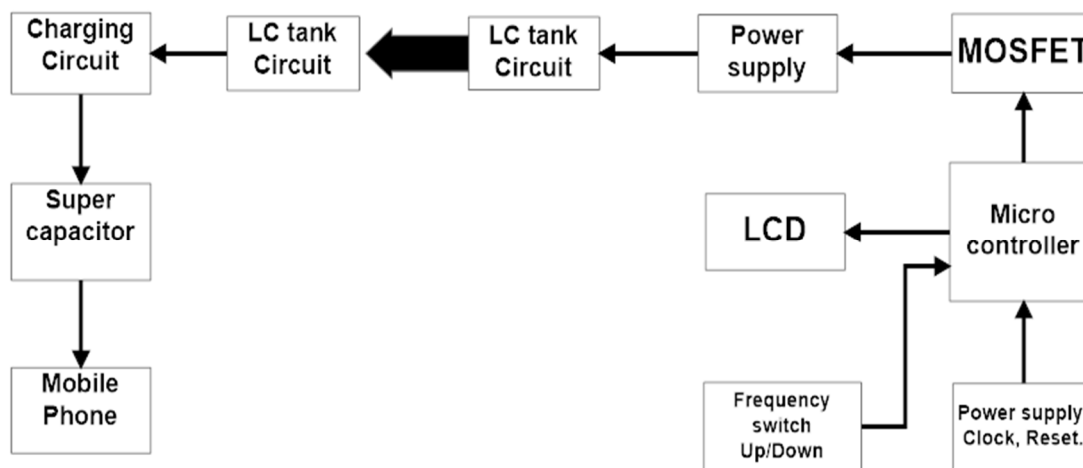 Charging
Circuit
LC tank
Circuit
LC tank
Circuit
Power
supply
MOSFET
Super
capacitor
LCD
Micro
controller
Mobile
Phone
Frequency
switch
Up/Down
Power supply
Clock, Reset.